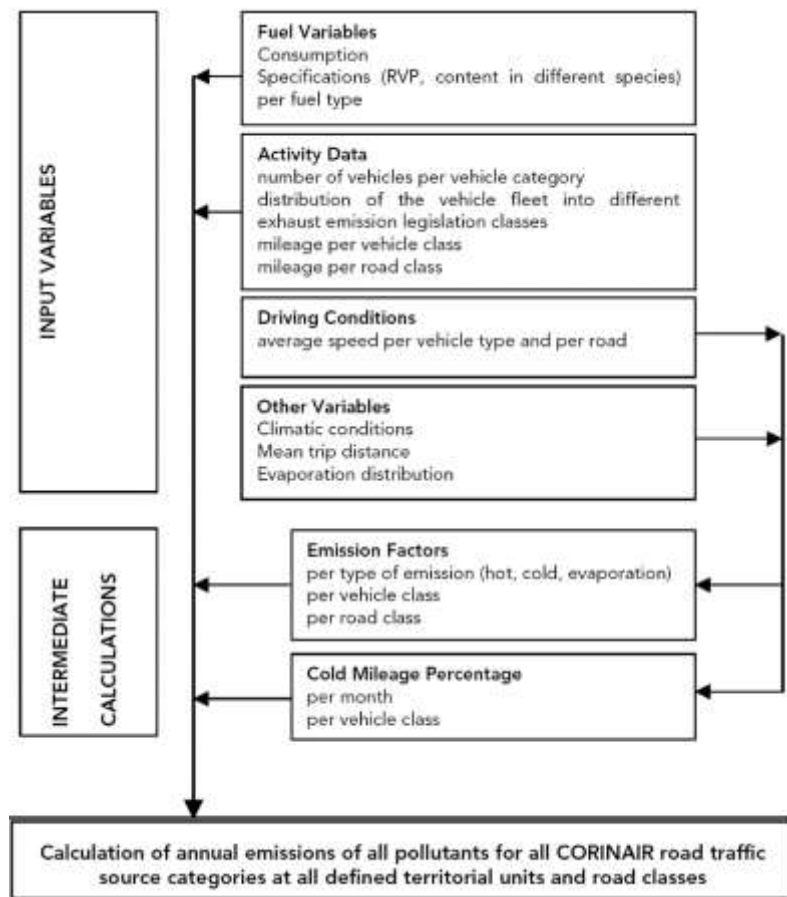 INPUT VARIABLES
Fuel Variables
Consumption
Specifications (RVP, content in different species)
per fuel type
Activity Data
number of vehicles per vehicle category
distribution of the vehicle fleet into different
exhaust emission legislation classes
mileage per vehicle class
mileage per road class
Driving Conditions
average speed per vehicle type and per road
Other Variables
Climatic conditions
Mean trip distance
Evaporation distribution
INTERMEDIATE
CALCULATIONS
Emission Factors
per type of emission (hot, cold, evaporation)
per vehicle class
per road class
Cold Mileage Percentage
per month
per vehicle class
Calculation of annual emissions of all pollutants for all CORINAIR road traffic
source categories at all defined territorial units and road classes